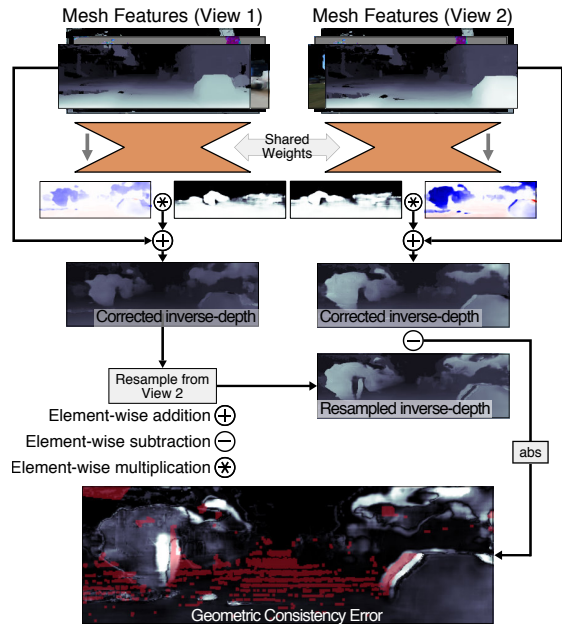 Mesh Features (View 1)
Mesh Features (View 2)
Shared
Weights
Corrected inverse-depth
Corrected inverse-depth
Resample from
View 2
Resampled inverse-depth
Element-wise addition
Element-wise subtraction
Element-wise multiplication
abs
Geometric Consistency Error